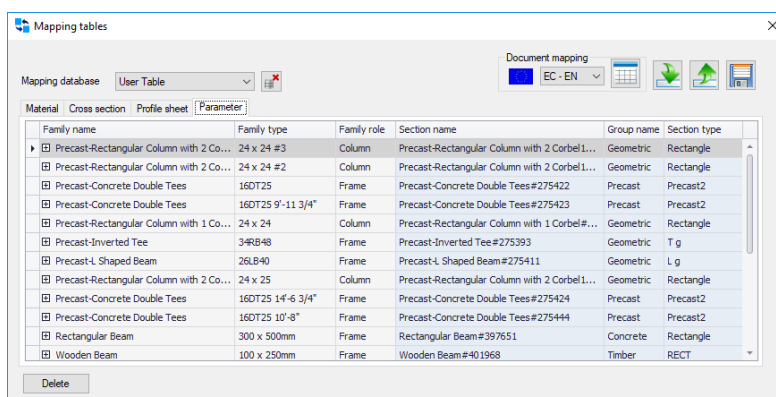 Mapping tables
Document mapping
Mapping database User Table EC - EN
Material Cross section Profile sheet Parameter
Family name Family type Family role Section name Group name Section type
Precast-Rectangular Column with 2 Co... 24 x 24 #3 Column Precast-Rectangular Column with 2 Corbel1... Geometric Rectangle
Precast-Rectangular Column with 2 Co... 24 x 24 #2 Column Precast-Rectangular Column with 2 Corbel1... Geometric Rectangle
Precast-Concrete Double Tees 16DT25 Frame Precast-Concrete Double Tees#275422 Precast Precast2
Precast-Concrete Double Tees 16DT25 9'-11 3/4" Frame Precast-Concrete Double Tees#275423 Precast Precast2
Precast-Rectangular Column with 1 Co... 24 x 24 Column Precast-Rectangular Column with 1 Corbel#... Geometric Rectangle
Precast-Inverted Tee 34RB48 Frame Precast-Inverted Tee#275393 Geometric T g
Precast-L Shaped Beam 26LB40 Frame Precast-L Shaped Beam#275411 Geometric L g
Precast-Rectangular Column with 2 Co... 24 x 25 Column Precast-Rectangular Column with 2 Corbel1... Geometric Rectangle
Precast-Concrete Double Tees 16DT25 14'-6 3/4" Frame Precast-Concrete Double Tees#275424 Precast Precast2
Precast-Concrete Double Tees 16DT25 10'-8" Frame Precast-Concrete Double Tees#275444 Precast Precast2
Rectangular Beam 300 x 500mm Frame Rectangular Beam#397651 Concrete Rectangle
Wooden Beam 100 x 250mm Frame Wooden Beam#401968 Timber RECT
Delete